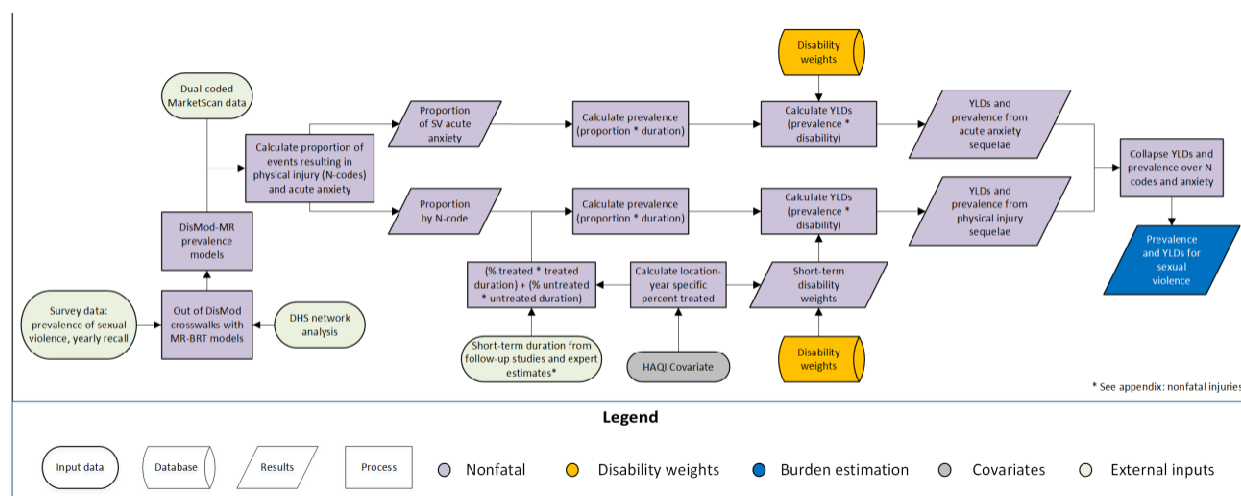 Disability
weights
Dual coded
MarketScan data
Proportion
of SV acute
anxiety
Calculate prevalence
(proportion * duration)
Calculate YLDs
(prevalence *
disability)
YLDs and
prevalence from
acute anxiety
sequelae
Calculate proportion of
events resulting in
physical injury (N-codes)
and acute anxiety
Collapse YLDs and
prevalence over N
codes and anxiety
Proportion
by N-code
Calculate prevalence
(proportion * duration)
Calculate YLDs
(prevalence *
disability)
YLDs and
prevalence from
physical injury
sequelae
DisMod-MR
prevalence
models
Prevalence
and YLDs for
sexual
violence
(% treated * treated
duration) + (% untreated
* untreated duration)
Calculate location-
year specific
percent treated
Short-term
disability
weights
Survey data:
prevalence of sexual
violence, yearly recall
Out of DisMod
crosswalks with
MR-BRT models
DHS network
analysis
Short-term duration from
follow-up studies and expert
estimates*
HAQI Covariate
Disability
weights
* See appendix: nonfatal injuries
Legend
Input data
Database
Results
Process
Nonfatal
Disability weights
Burden estimation
Covariates
External inputs